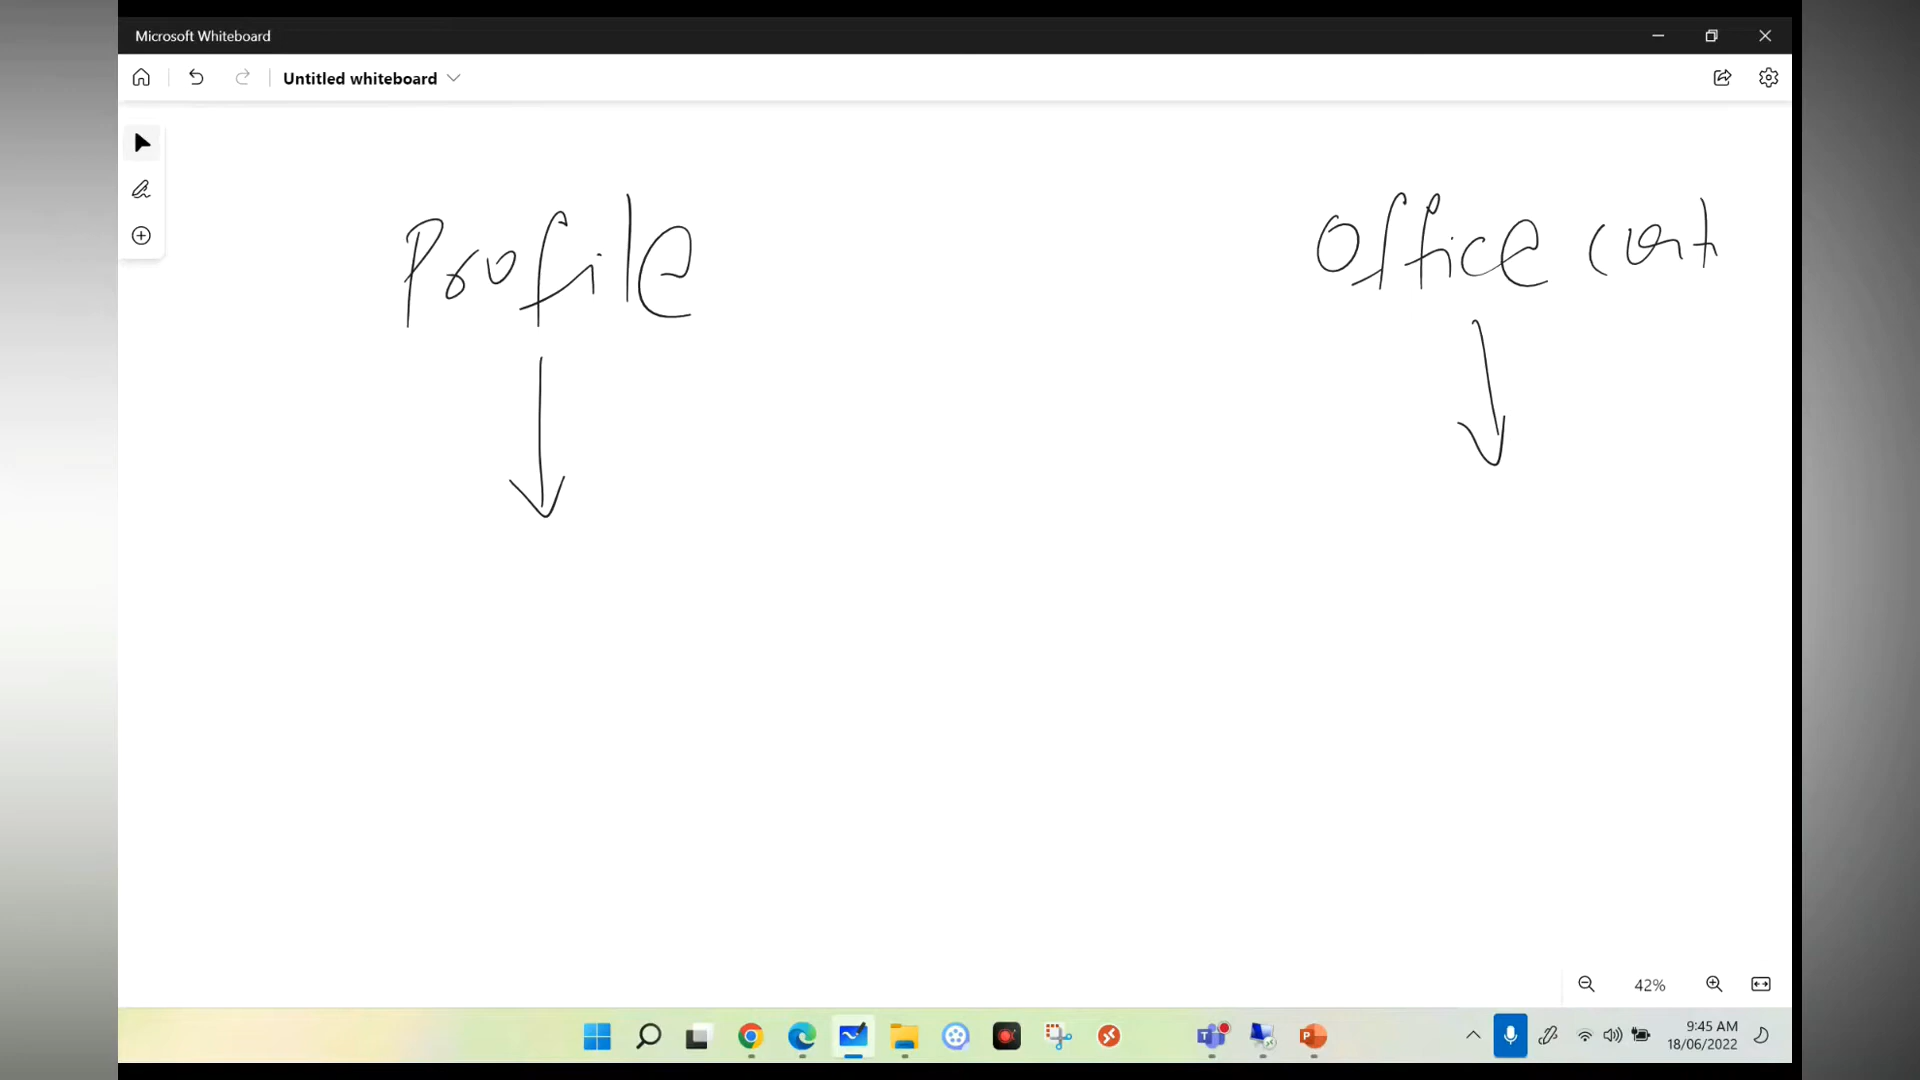 Microsoft Whiteboard
Untitled whiteboard
Profile
Office cont
42%
9:45 AM
18/06/2022